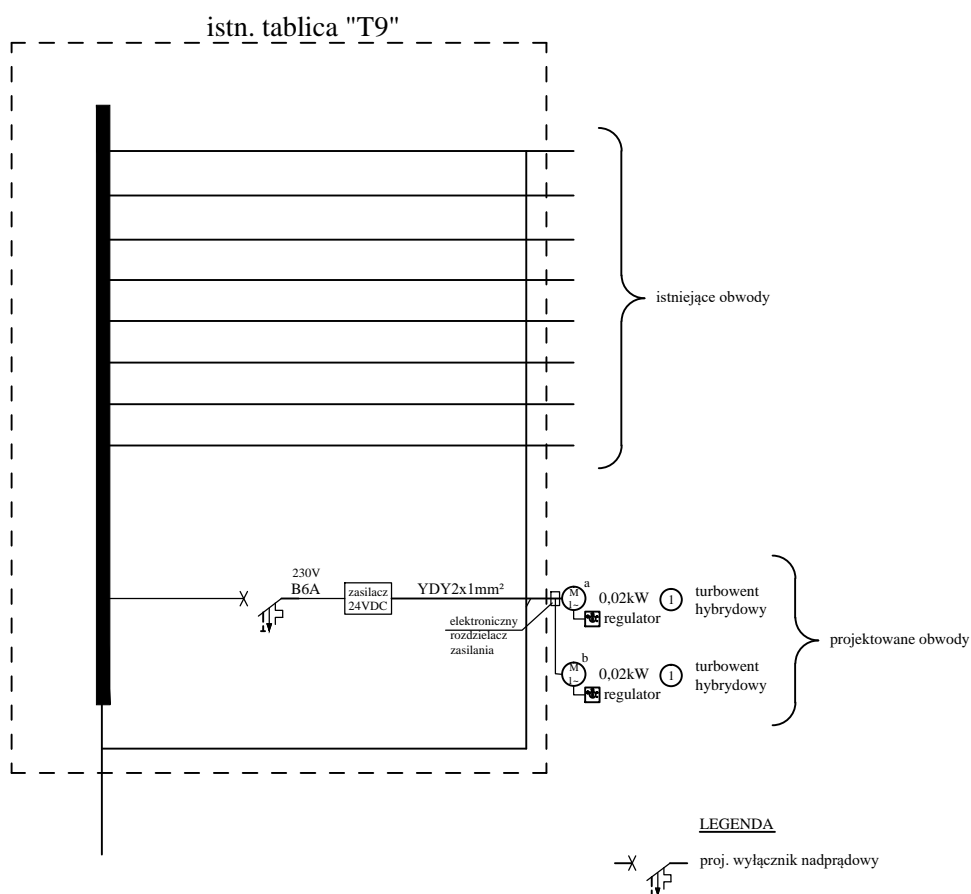 istn. tablica "T9"
istniejące obwody
230V
B6A
zasilacz
24VDC
YDY2x1mm²
elektroniczny
rozdzielacz
zasilania
a
M
1~
0,02kW
regulator
1
turbowent
hybrydowy
b
M
1~
0,02kW
regulator
1
turbowent
hybrydowy
projektowane obwody
LEGENDA
proj. wyłącznik nadprądowy